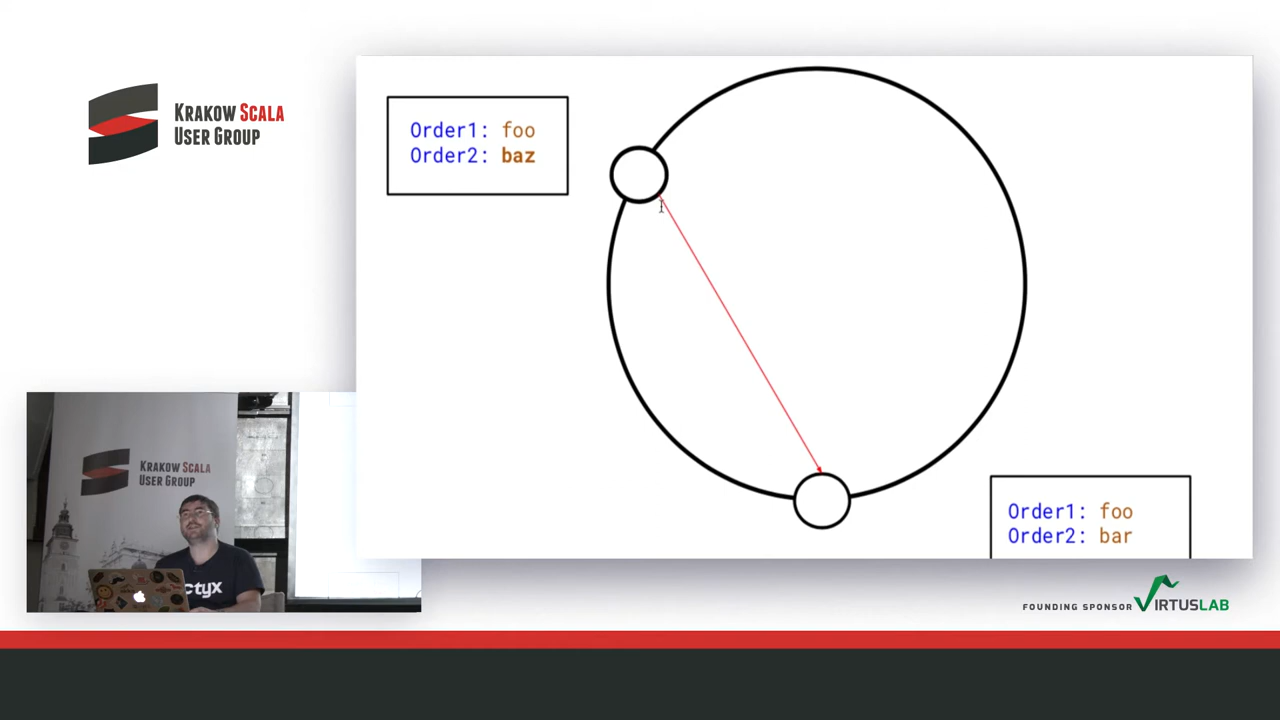 KRAKOW SCALA
USER GROUP
Order1: foo
Order2: baz
Order1: foo
Order2: bar
KRAKOW SCALA
USER GROUP
ctyx
FOUNDING SPONSOR VIRTUSLAB